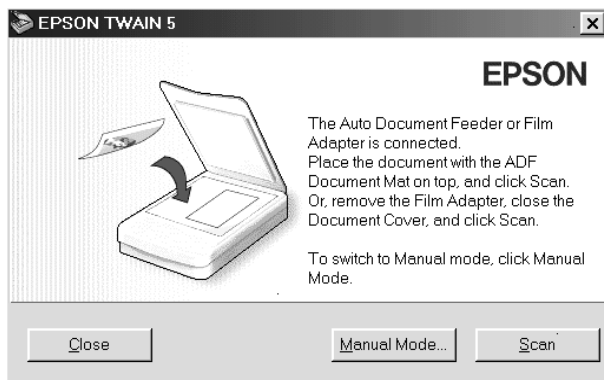 EPSON TWAIN 5
EPSON
The Auto Document Feeder or Film
Adapter is connected.
Place the document with the ADF
Document Mat on top, and click Scan.
Or, remove the Film Adapter, close the
Document Cover, and click Scan.
To switch to Manual mode, click Manual
Mode.
Close
Manual Mode...
Scan